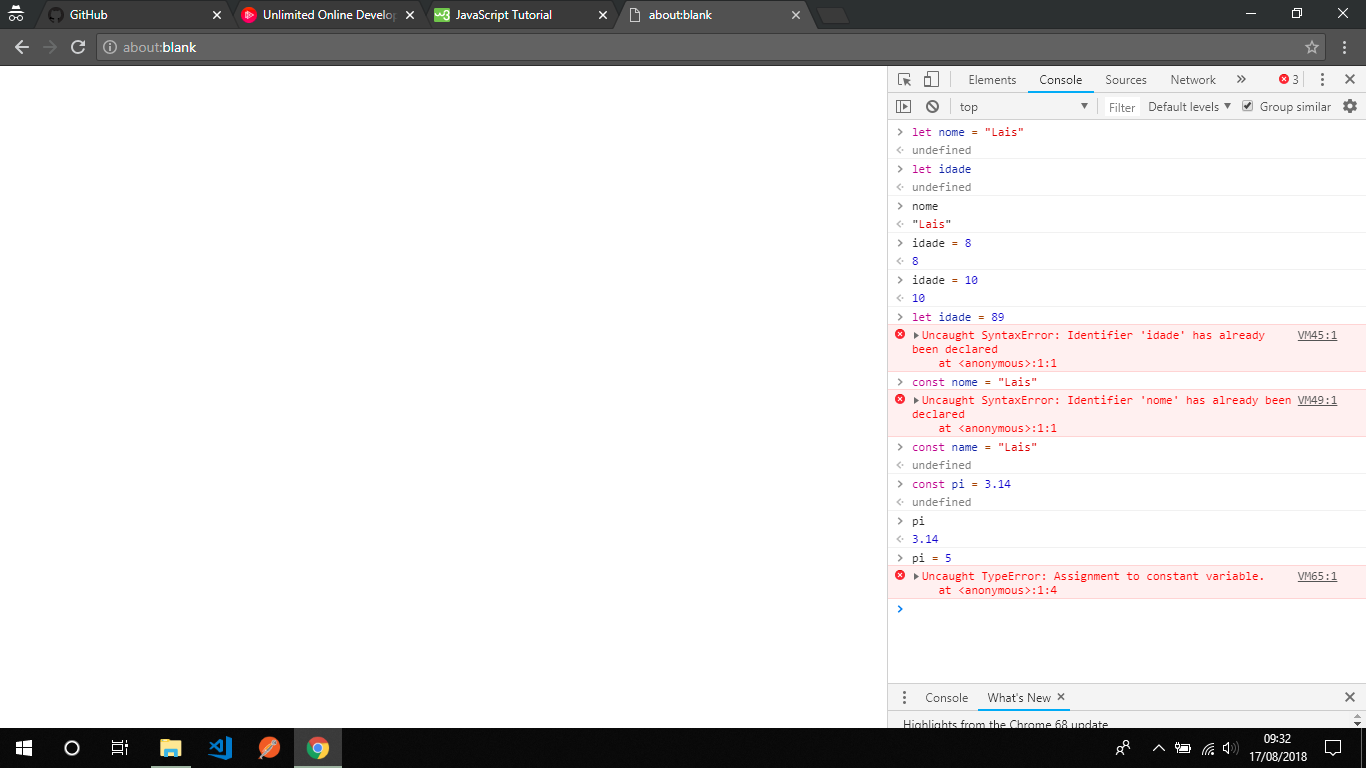 GitHub
Unlimited Online Develop
JavaScript Tutorial
about:blank
about:blank
Elements Console Sources Network » 3
top Filter Default levels Group similar
let nome = "Lais"
undefined
let idade
undefined
nome
"Lais"
idade = 8
8
idade = 10
10
let idade = 89
Uncaught SyntaxError: Identifier 'idade' has already VM45:1
been declared
at <anonymous>:1:1
const nome = "Lais"
Uncaught SyntaxError: Identifier 'nome' has already been VM49:1
declared
at <anonymous>:1:1
const name = "Lais"
undefined
const pi = 3.14
undefined
pi
3.14
pi = 5
Uncaught TypeError: Assignment to constant variable. VM65:1
at <anonymous>:1:4
Console What's New
Highlights from the Chrome 68 update
09:32
17/08/2018